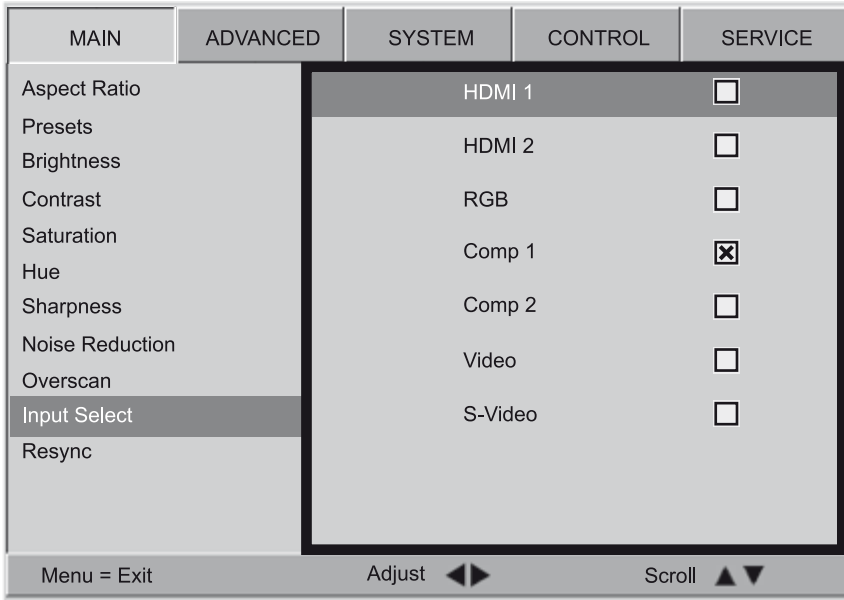 MAIN ADVANCED SYSTEM CONTROL SERVICE
Aspect Ratio
Presets
Brightness
Contrast
Saturation
Hue
Sharpness
Noise Reduction
Overscan
Input Select
Resync
HDMI 1
HDMI 2
RGB
Comp 1
Comp 2
Video
S-Video
Menu = Exit Adjust ◀▶ Scroll ▲▼